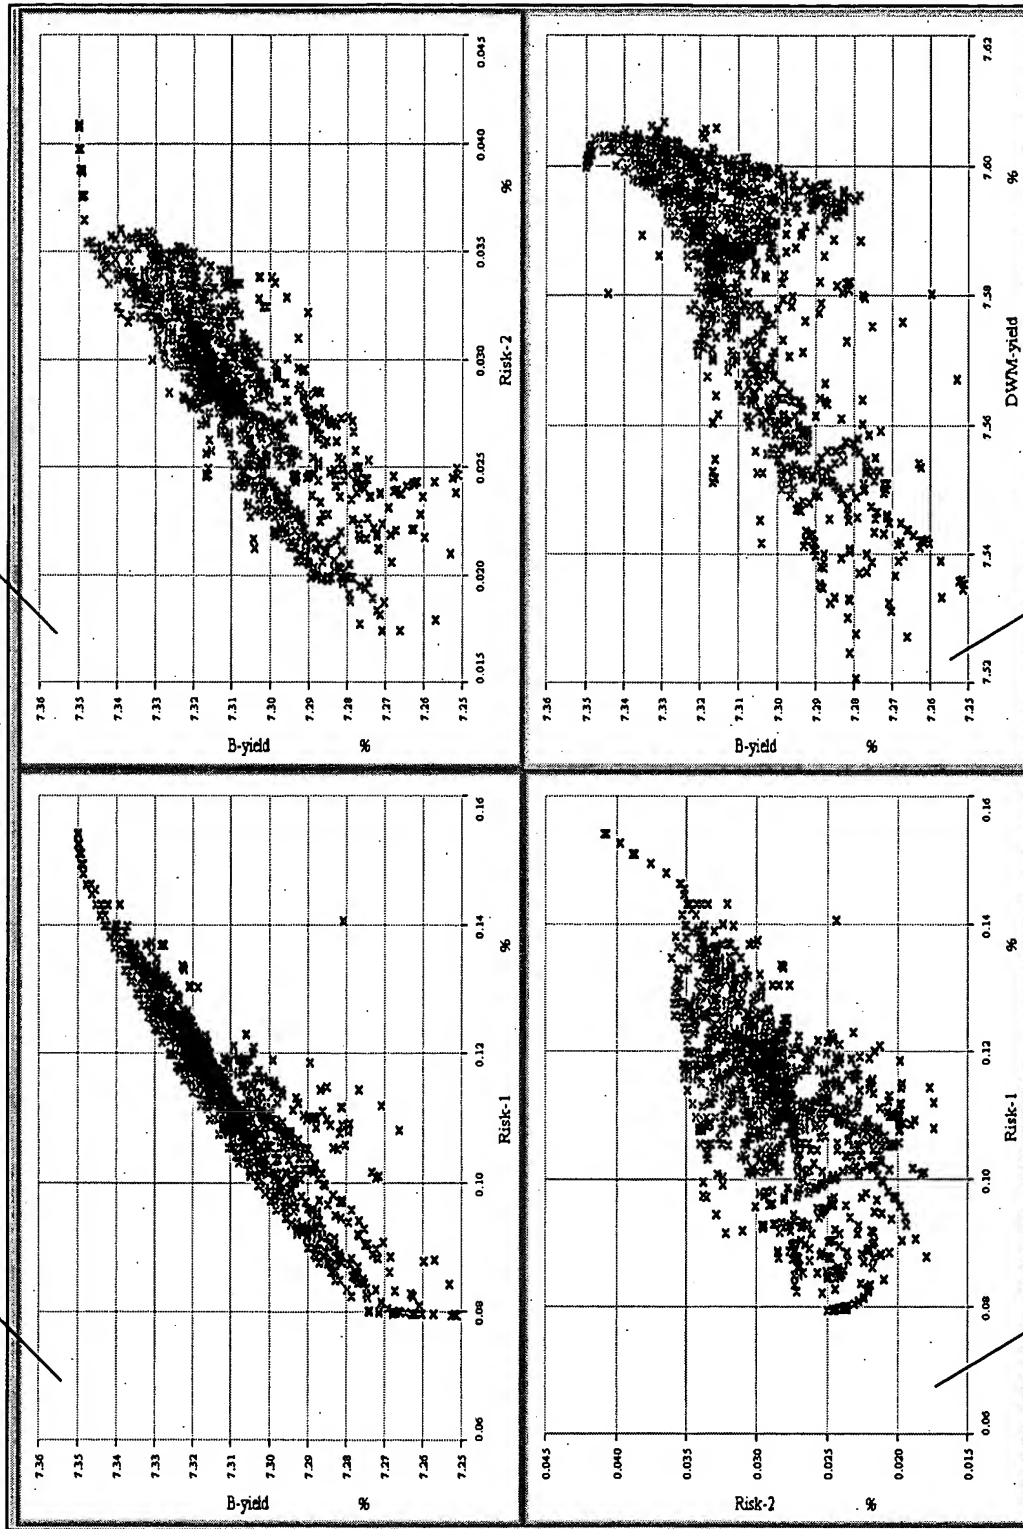 7.36 7.35 7.34 7.33 7.32 7.31 7.30 7.29 7.28 7.27 7.26 7.25
B-yield %
0.015 0.020 0.025 0.030 0.035 0.040 0.045
Risk-2 %
7.36 7.35 7.34 7.33 7.32 7.31 7.30 7.29 7.28 7.27 7.26 7.25
B-yield %
7.52 7.54 7.56 7.58 7.60 7.62
DWM-yield %
7.36 7.35 7.34 7.33 7.32 7.31 7.30 7.29 7.28 7.27 7.26 7.25
B-yield %
0.06 0.08 0.10 0.12 0.14 0.16
Risk-1 %
0.045 0.040 0.035 0.030 0.025 0.020 0.015
Risk-2 %
0.06 0.08 0.10 0.12 0.14 0.16
Risk-1 %